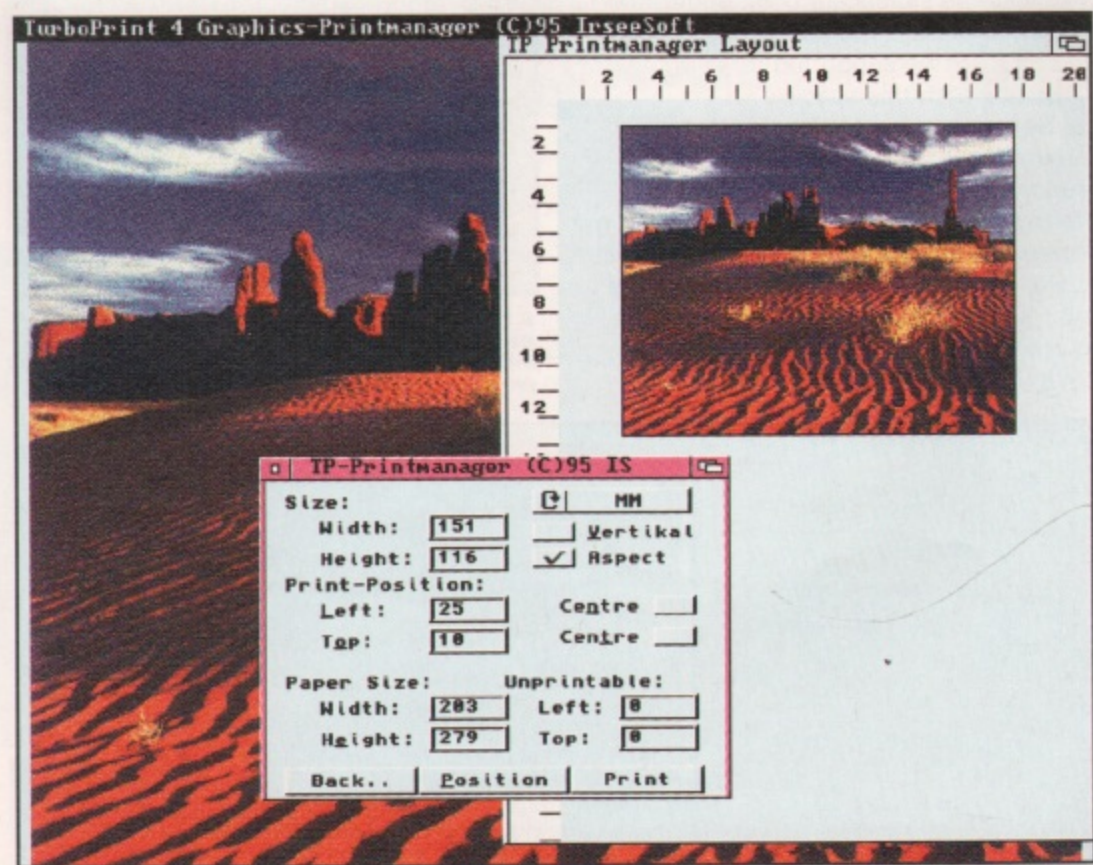 TurboPrint 4 Graphics-Printmanager (C)95 IrseeSoft
TP Printmanager Layout
2 4 6 8 10 12 14 16 18 20
2
4
6
8
10
12
TP-Printmanager (C)95 IS
Size:
MM
Width: 151
Vertikal
Height: 116
Aspect
Print-Position:
Left: 25
Centre
Top: 10
Centre
Paper Size: Unprintable:
Width: 203 Left: 0
Height: 279 Top: 0
Back.. Position Print